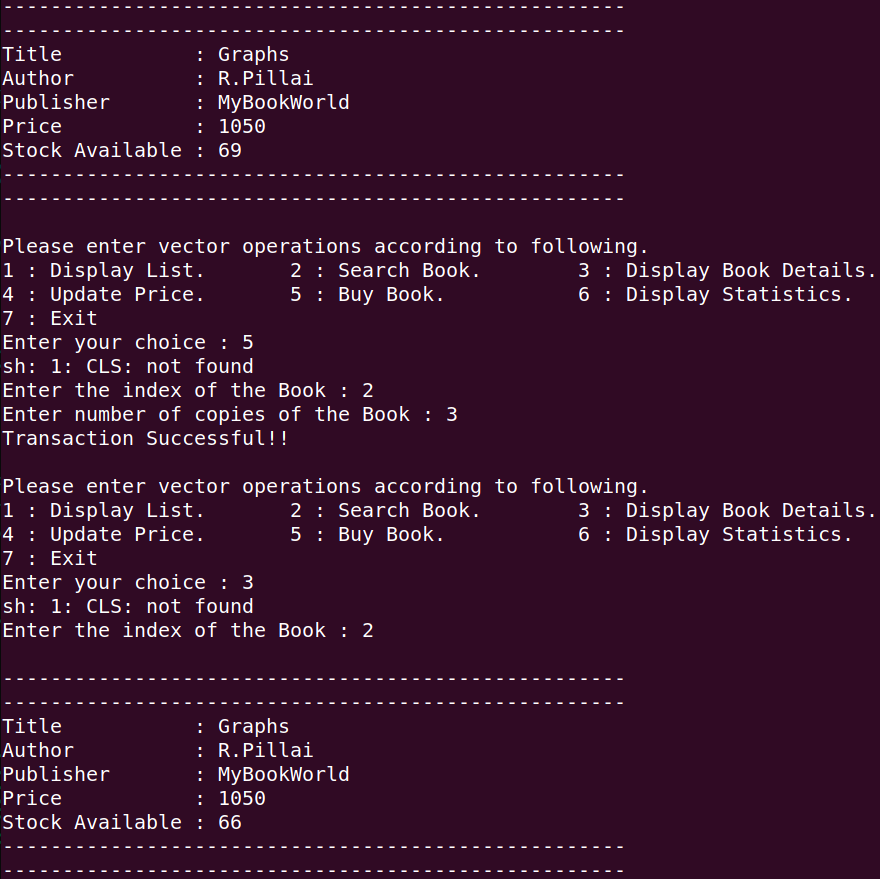 ----------------------------------------------------
----------------------------------------------------
Title           : Graphs
Author          : R.Pillai
Publisher       : MyBookWorld
Price           : 1050
Stock Available : 69
----------------------------------------------------
----------------------------------------------------

Please enter vector operations according to following.
1 : Display List.       2 : Search Book.        3 : Display Book Details.
4 : Update Price.       5 : Buy Book.           6 : Display Statistics.
7 : Exit
Enter your choice : 5
sh: 1: CLS: not found
Enter the index of the Book : 2
Enter number of copies of the Book : 3
Transaction Successful!!

Please enter vector operations according to following.
1 : Display List.       2 : Search Book.        3 : Display Book Details.
4 : Update Price.       5 : Buy Book.           6 : Display Statistics.
7 : Exit
Enter your choice : 3
sh: 1: CLS: not found
Enter the index of the Book : 2

----------------------------------------------------
----------------------------------------------------
Title           : Graphs
Author          : R.Pillai
Publisher       : MyBookWorld
Price           : 1050
Stock Available : 66
----------------------------------------------------
----------------------------------------------------